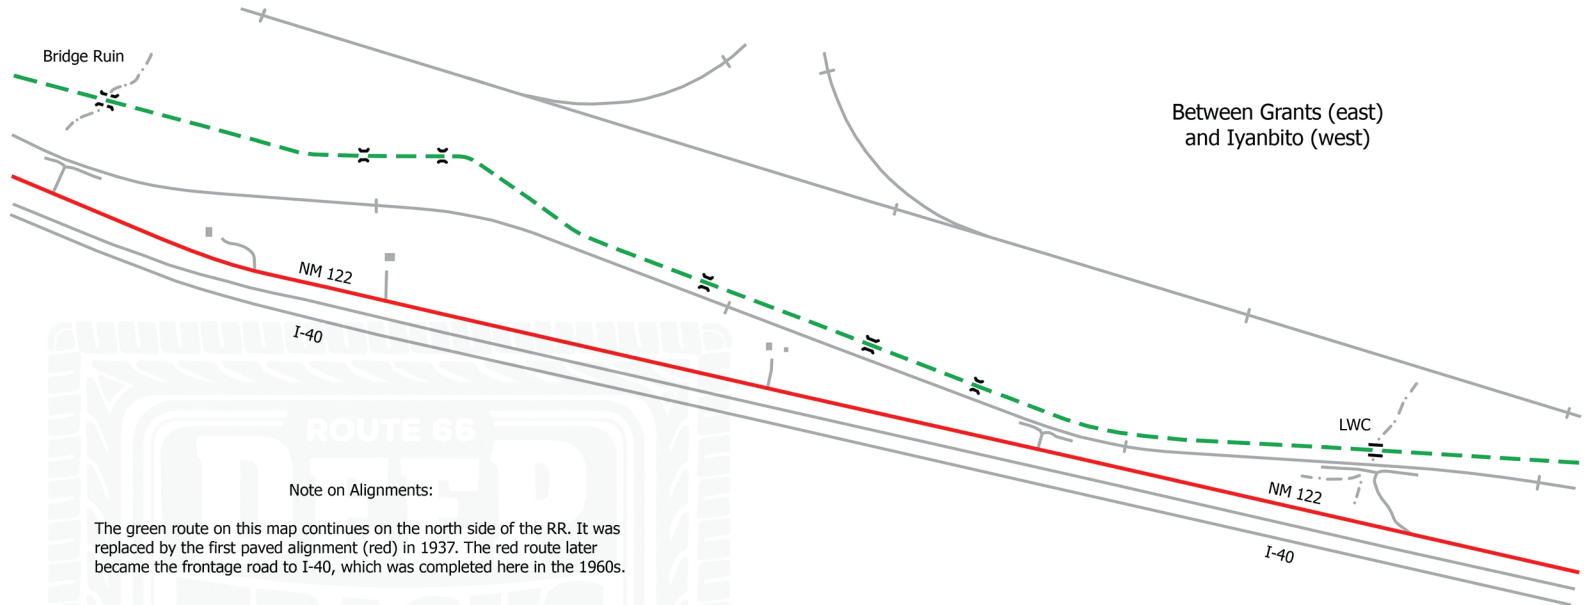 Bridge Ruin
Between Grants (east)
and Iyanbito (west)
NM 122
I-40
ROUTE 66
DEEP
TRACKS
LWC
NM 122
I-40
Note on Alignments:
The green route on this map continues on the north side of the RR. It was
replaced by the first paved alignment (red) in 1937. The red route later
became the frontage road to I-40, which was completed here in the 1960s.